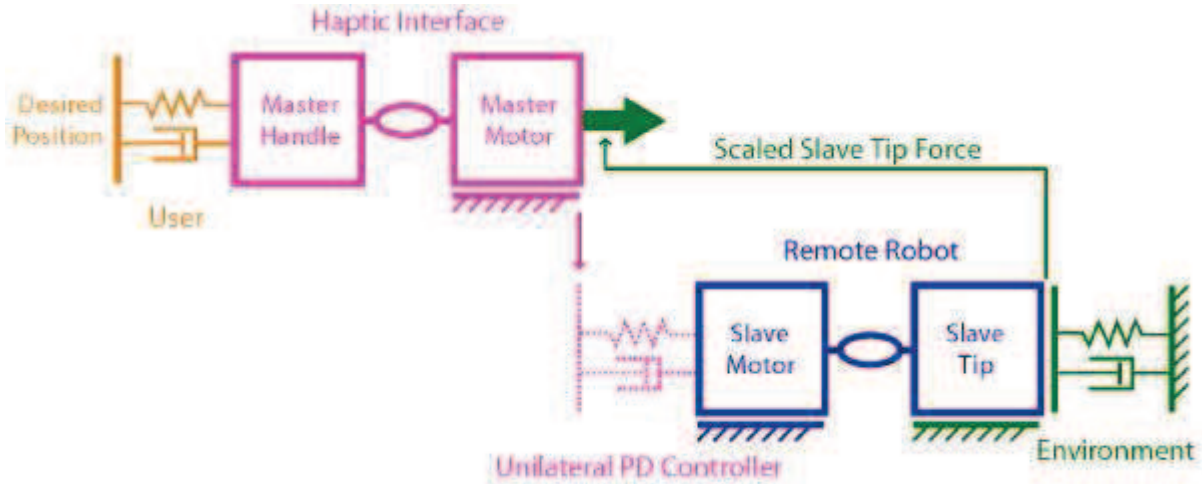 Haptic Interface
Desired
Position
Master
Handle
Master
Motor
Scaled Slave Tip Force
User
Remote Robot
Slave
Motor
Slave
Tip
Environment
Unilateral PD Controller